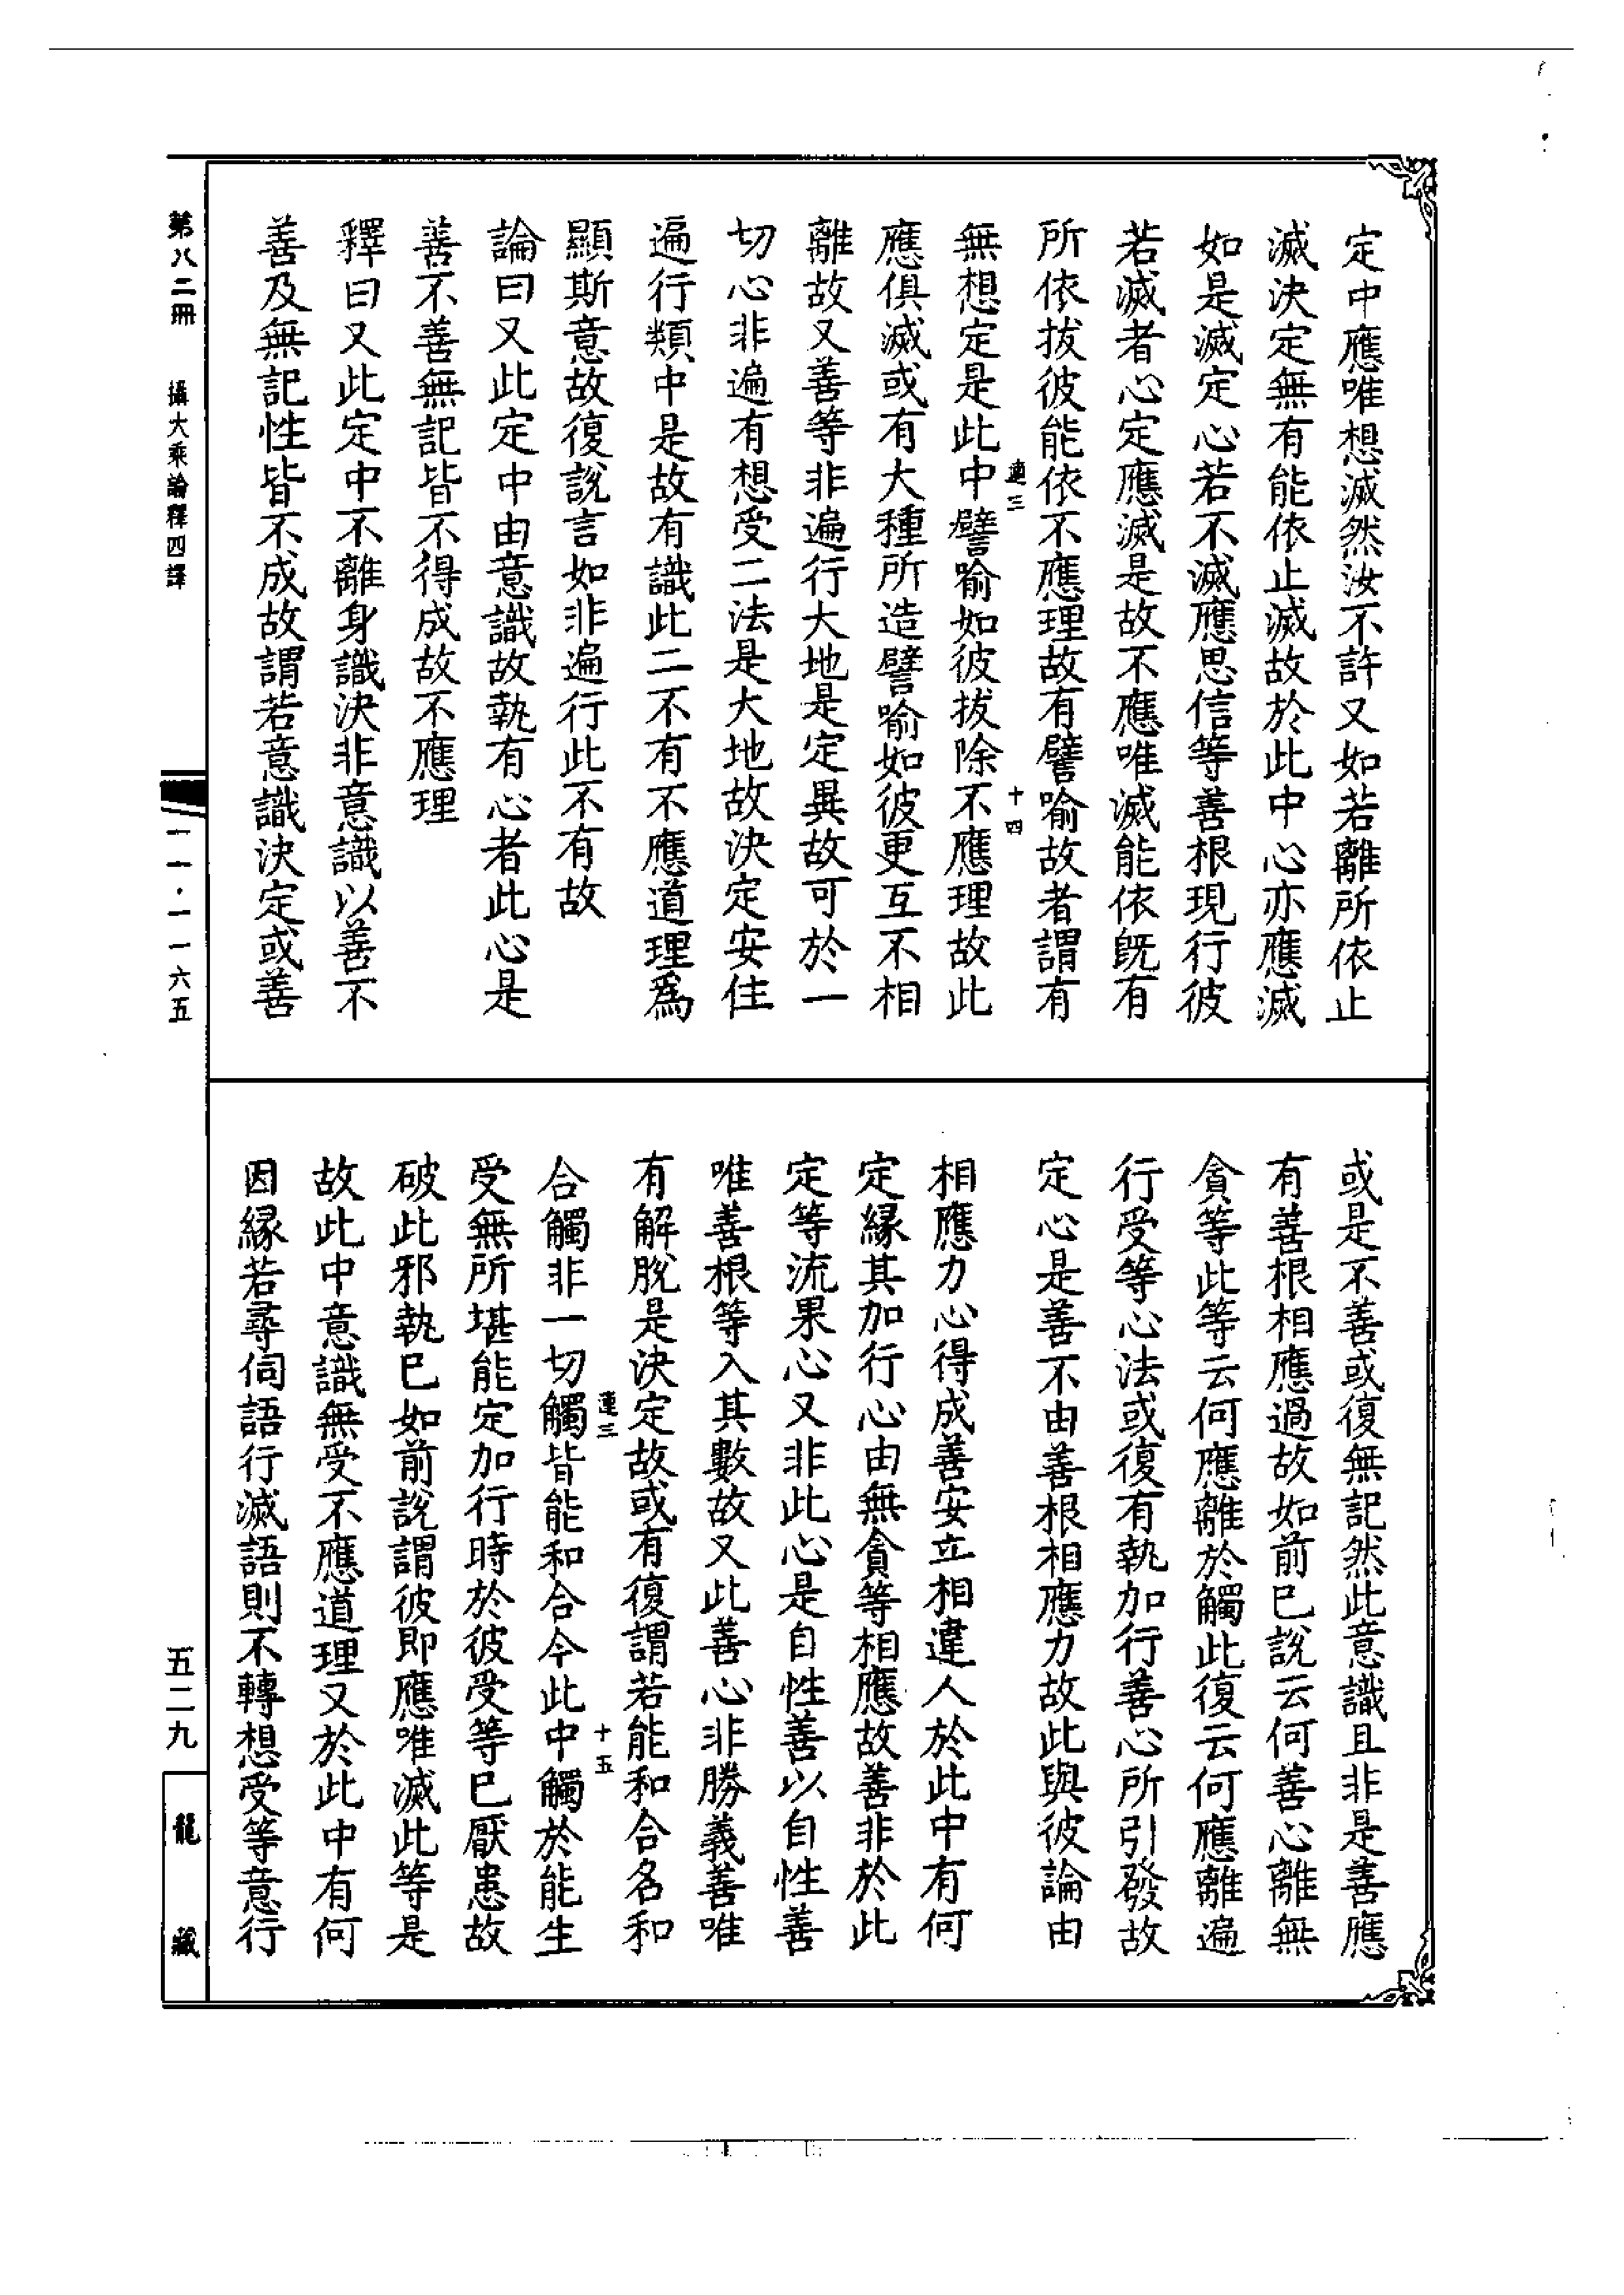 定中應唯想滅然汝不許又如若離所依止
滅決定無有能依止滅故於此中心亦應滅
如是滅定心若不滅應思信等善根現行彼
若滅者心定應滅是故不應唯滅能依既有
所依拔彼能依不應理故有譬喻故者謂有
無想定是此中譬喻如彼拔除不應理故此
應俱滅或有大種所造譬喻如彼更互不相
離故又善等非遍行大地是定異故可於一
切心非遍有想受二法是大地故決定安住
遍行類中是故有識此二不有不應道理爲
顯斯意故復說言如非遍行此不有故
論曰又此定中由意識故執有心者此心是
善不善無記皆不得成故不應理
釋曰又此定中不離身識決非意識以善不
善及無記性皆不成故謂若意識決定或善
三
十四
或是不善或復無記然此意識且非是善應
有善根相應過故如前已說云何善心離無
貪等此等云何應離於觸此復云何應離遍
行受等心法或復有執加行善心所引發故
定心是善不由善根相應力故此與彼論由
相應力心得成善安立相違人於此中有何
定緣其加行心由無貪等相應故善非於此
定等流果心又非此心是自性善以自性善
唯善根等入其數故又此善心非勝義善唯
有解脫是決定故或有復謂若能和合名和
合觸非一切觸皆能和合今此中觸於能生
受無所堪能定加行時於彼受等已厭患故
破此邪執已如前說謂彼即應唯滅此等是
故此中意識無受不應道理又於此中有何
因緣若尋伺語行滅語則不轉想受等意行
三
十五
第八二冊
攝大乘論釋四譯
一一·一一六五
五二九
龍藏